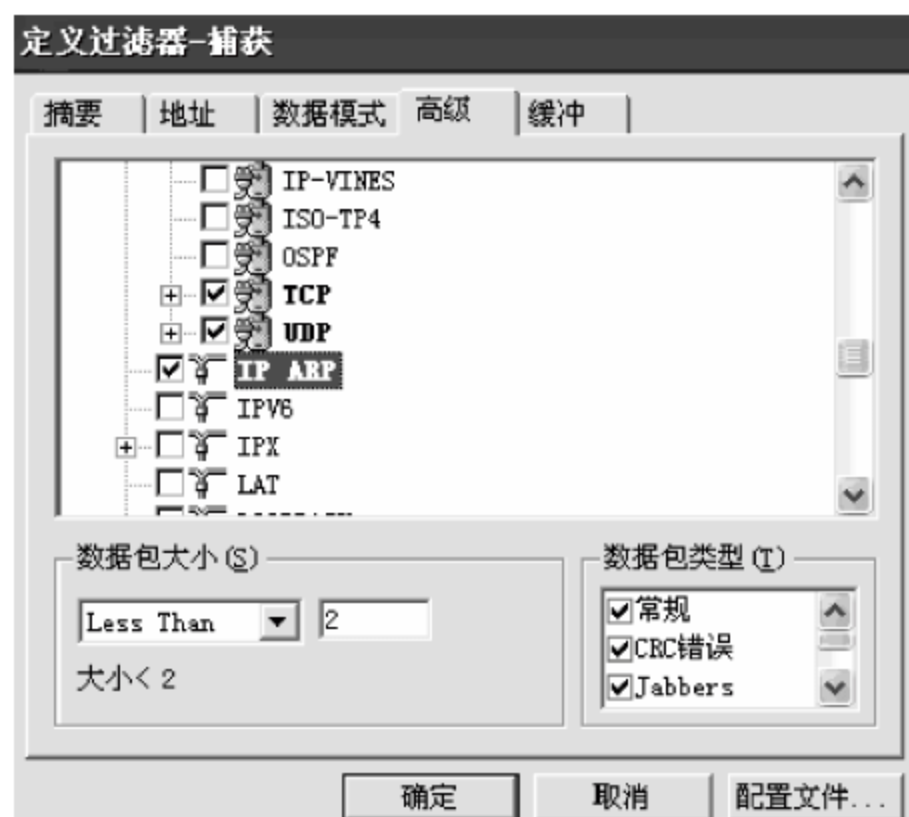 定义过滤器-捕获
摘要 地址 数据模式 高级 缓冲
IP-VINES
ISO-TP4
OSPF
TCP
UDP
IP ARP
IPV6
IPX
LAT
数据包大小(S) 数据包类型(T)
Less Than 2 常规
CRC错误
大小< 2 Jabbers
确定 取消 配置文件...